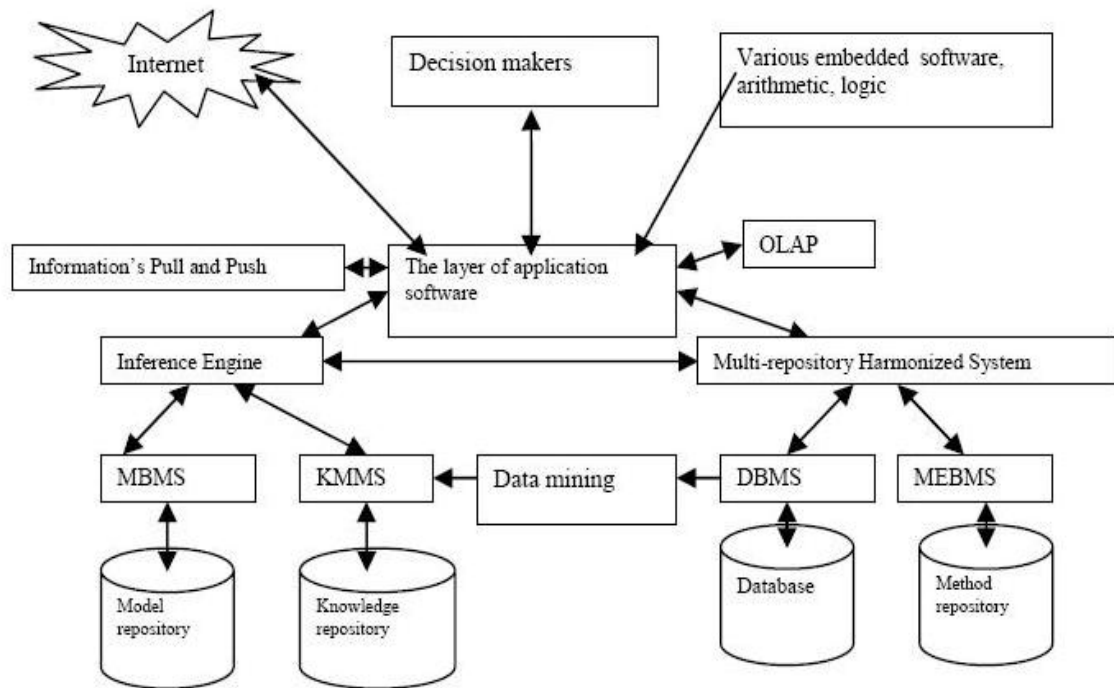 Internet
Decision makers
Various embedded software,
arithmetic, logic
OLAP
Information’s Pull and Push
The layer of application
software
Inference Engine
Multi-repository Harmonized System
MBMS
KMMS
Data mining
DBMS
MEBMS
Model
repository
Knowledge
repository
Database
Method
repository